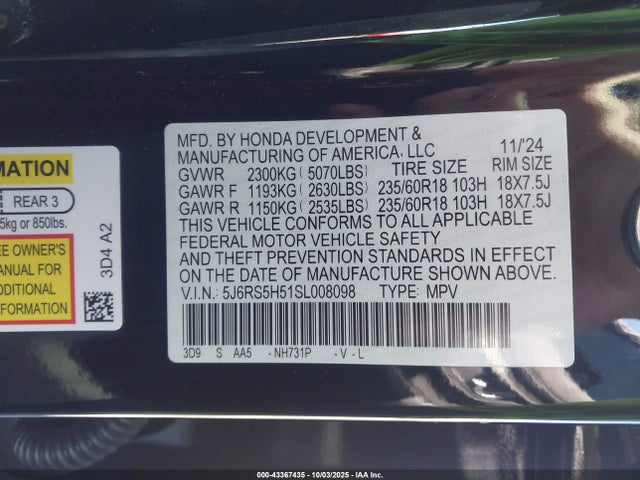 MATION
REAR 3
5kg or 850lbs.
EE OWNER'S
ANUAL FOR
ADDITIONAL
NFORMATION
3D4 A2
MFD. BY HONDA DEVELOPMENT &
MANUFACTURING OF AMERICA, LLC 11/'24
GVWR 2300KG ( 5070LBS) TIRE SIZE RIM SIZE
GAWR F 1193KG ( 2630LBS) 235/60R18 103H 18X7.5J
GAWR R 1150KG ( 2535LBS) 235/60R18 103H 18X7.5J
THIS VEHICLE CONFORMS TO ALL APPLICABLE
FEDERAL MOTOR VEHICLE SAFETY
AND THEFT PREVENTION STANDARDS IN EFFECT
ON THE DATE OF MANUFACTURE SHOWN ABOVE.
V.I.N.: 5J6RS5H51SL008098 TYPE: MPV
3D9 S AA5 - NH731P - V - L
000-43367435 - 10/03/2025 - IAA Inc.